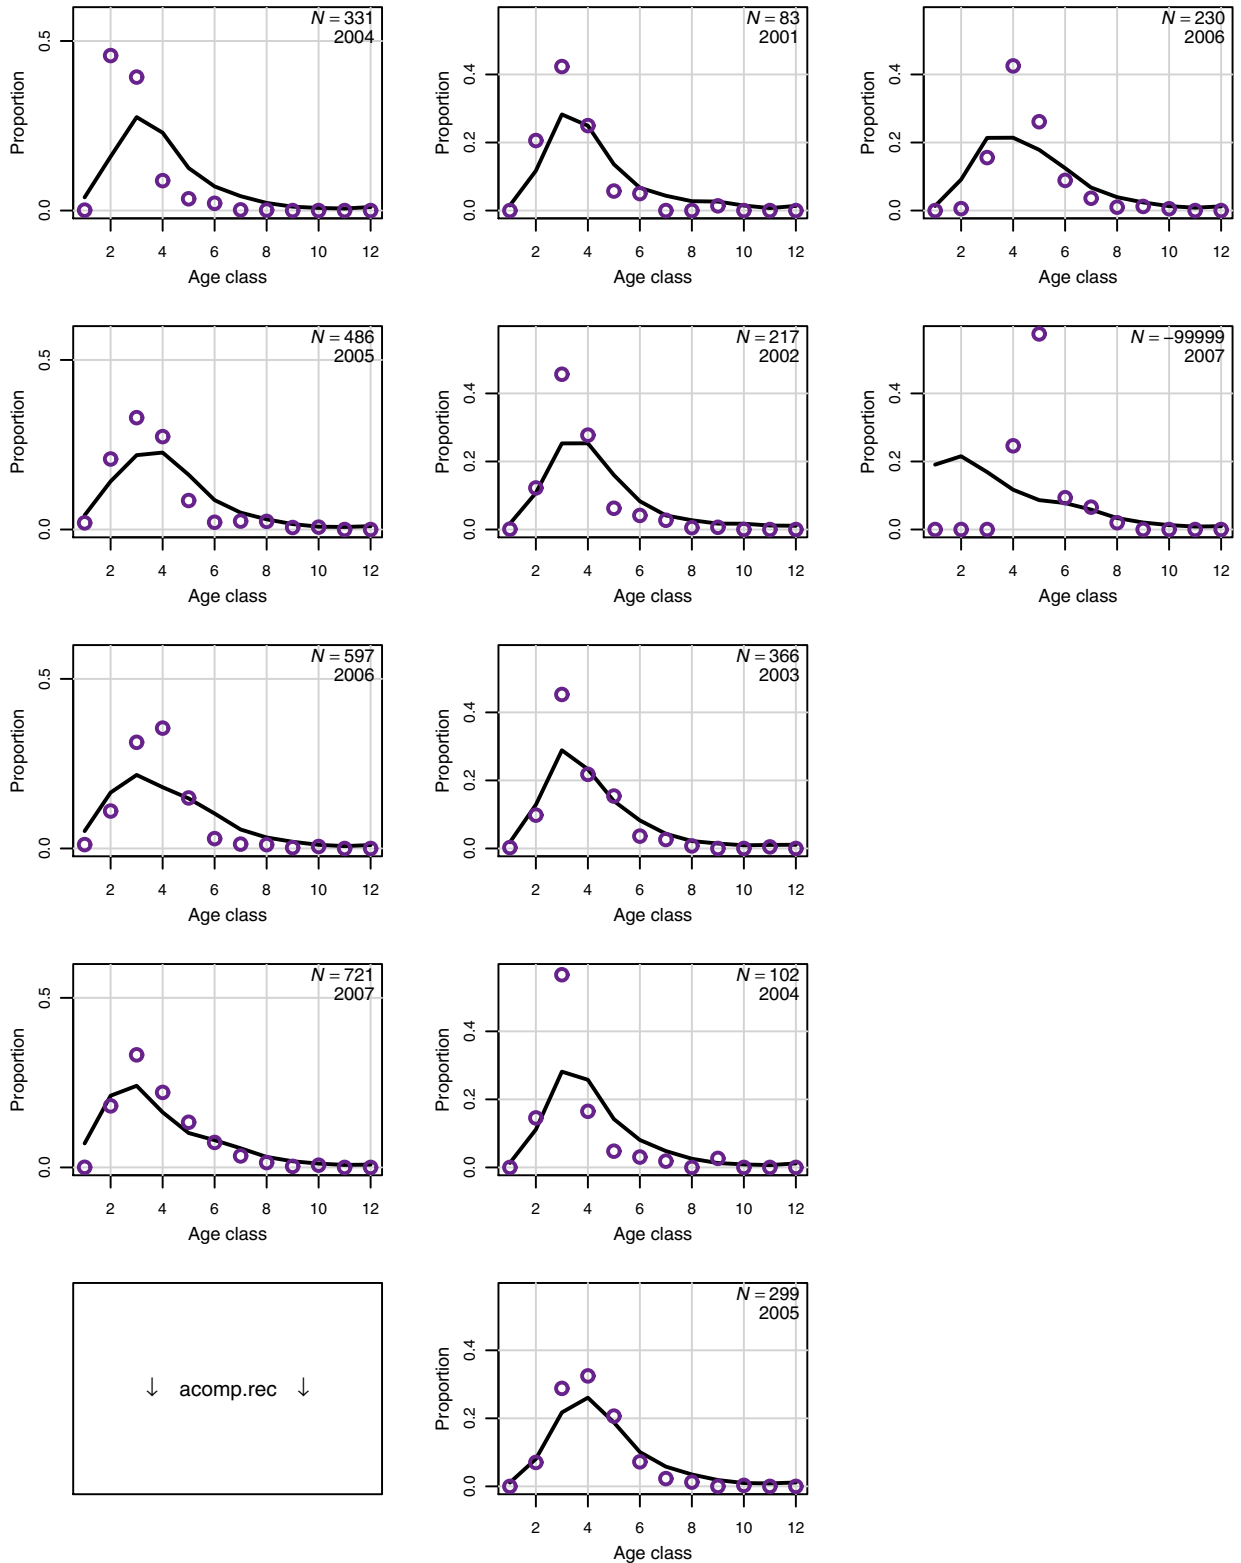 N = 331
2004
0.5
0.0
Proportion
2 4 6 8 10 12
Age class
N = 486
2005
0.5
0.0
Proportion
2 4 6 8 10 12
Age class
N = 597
2006
0.5
0.0
Proportion
2 4 6 8 10 12
Age class
N = 721
2007
0.5
0.0
Proportion
2 4 6 8 10 12
Age class
↓ acomp.rec ↓
N = 83
2001
0.4
0.2
0.0
Proportion
2 4 6 8 10 12
Age class
N = 217
2002
0.4
0.2
0.0
Proportion
2 4 6 8 10 12
Age class
N = 366
2003
0.4
0.2
0.0
Proportion
2 4 6 8 10 12
Age class
N = 102
2004
0.4
0.2
0.0
Proportion
2 4 6 8 10 12
Age class
N = 299
2005
0.4
0.2
0.0
Proportion
2 4 6 8 10 12
Age class
N = 230
2006
0.4
0.2
0.0
Proportion
2 4 6 8 10 12
Age class
N = −99999
2007
0.4
0.2
0.0
Proportion
2 4 6 8 10 12
Age class